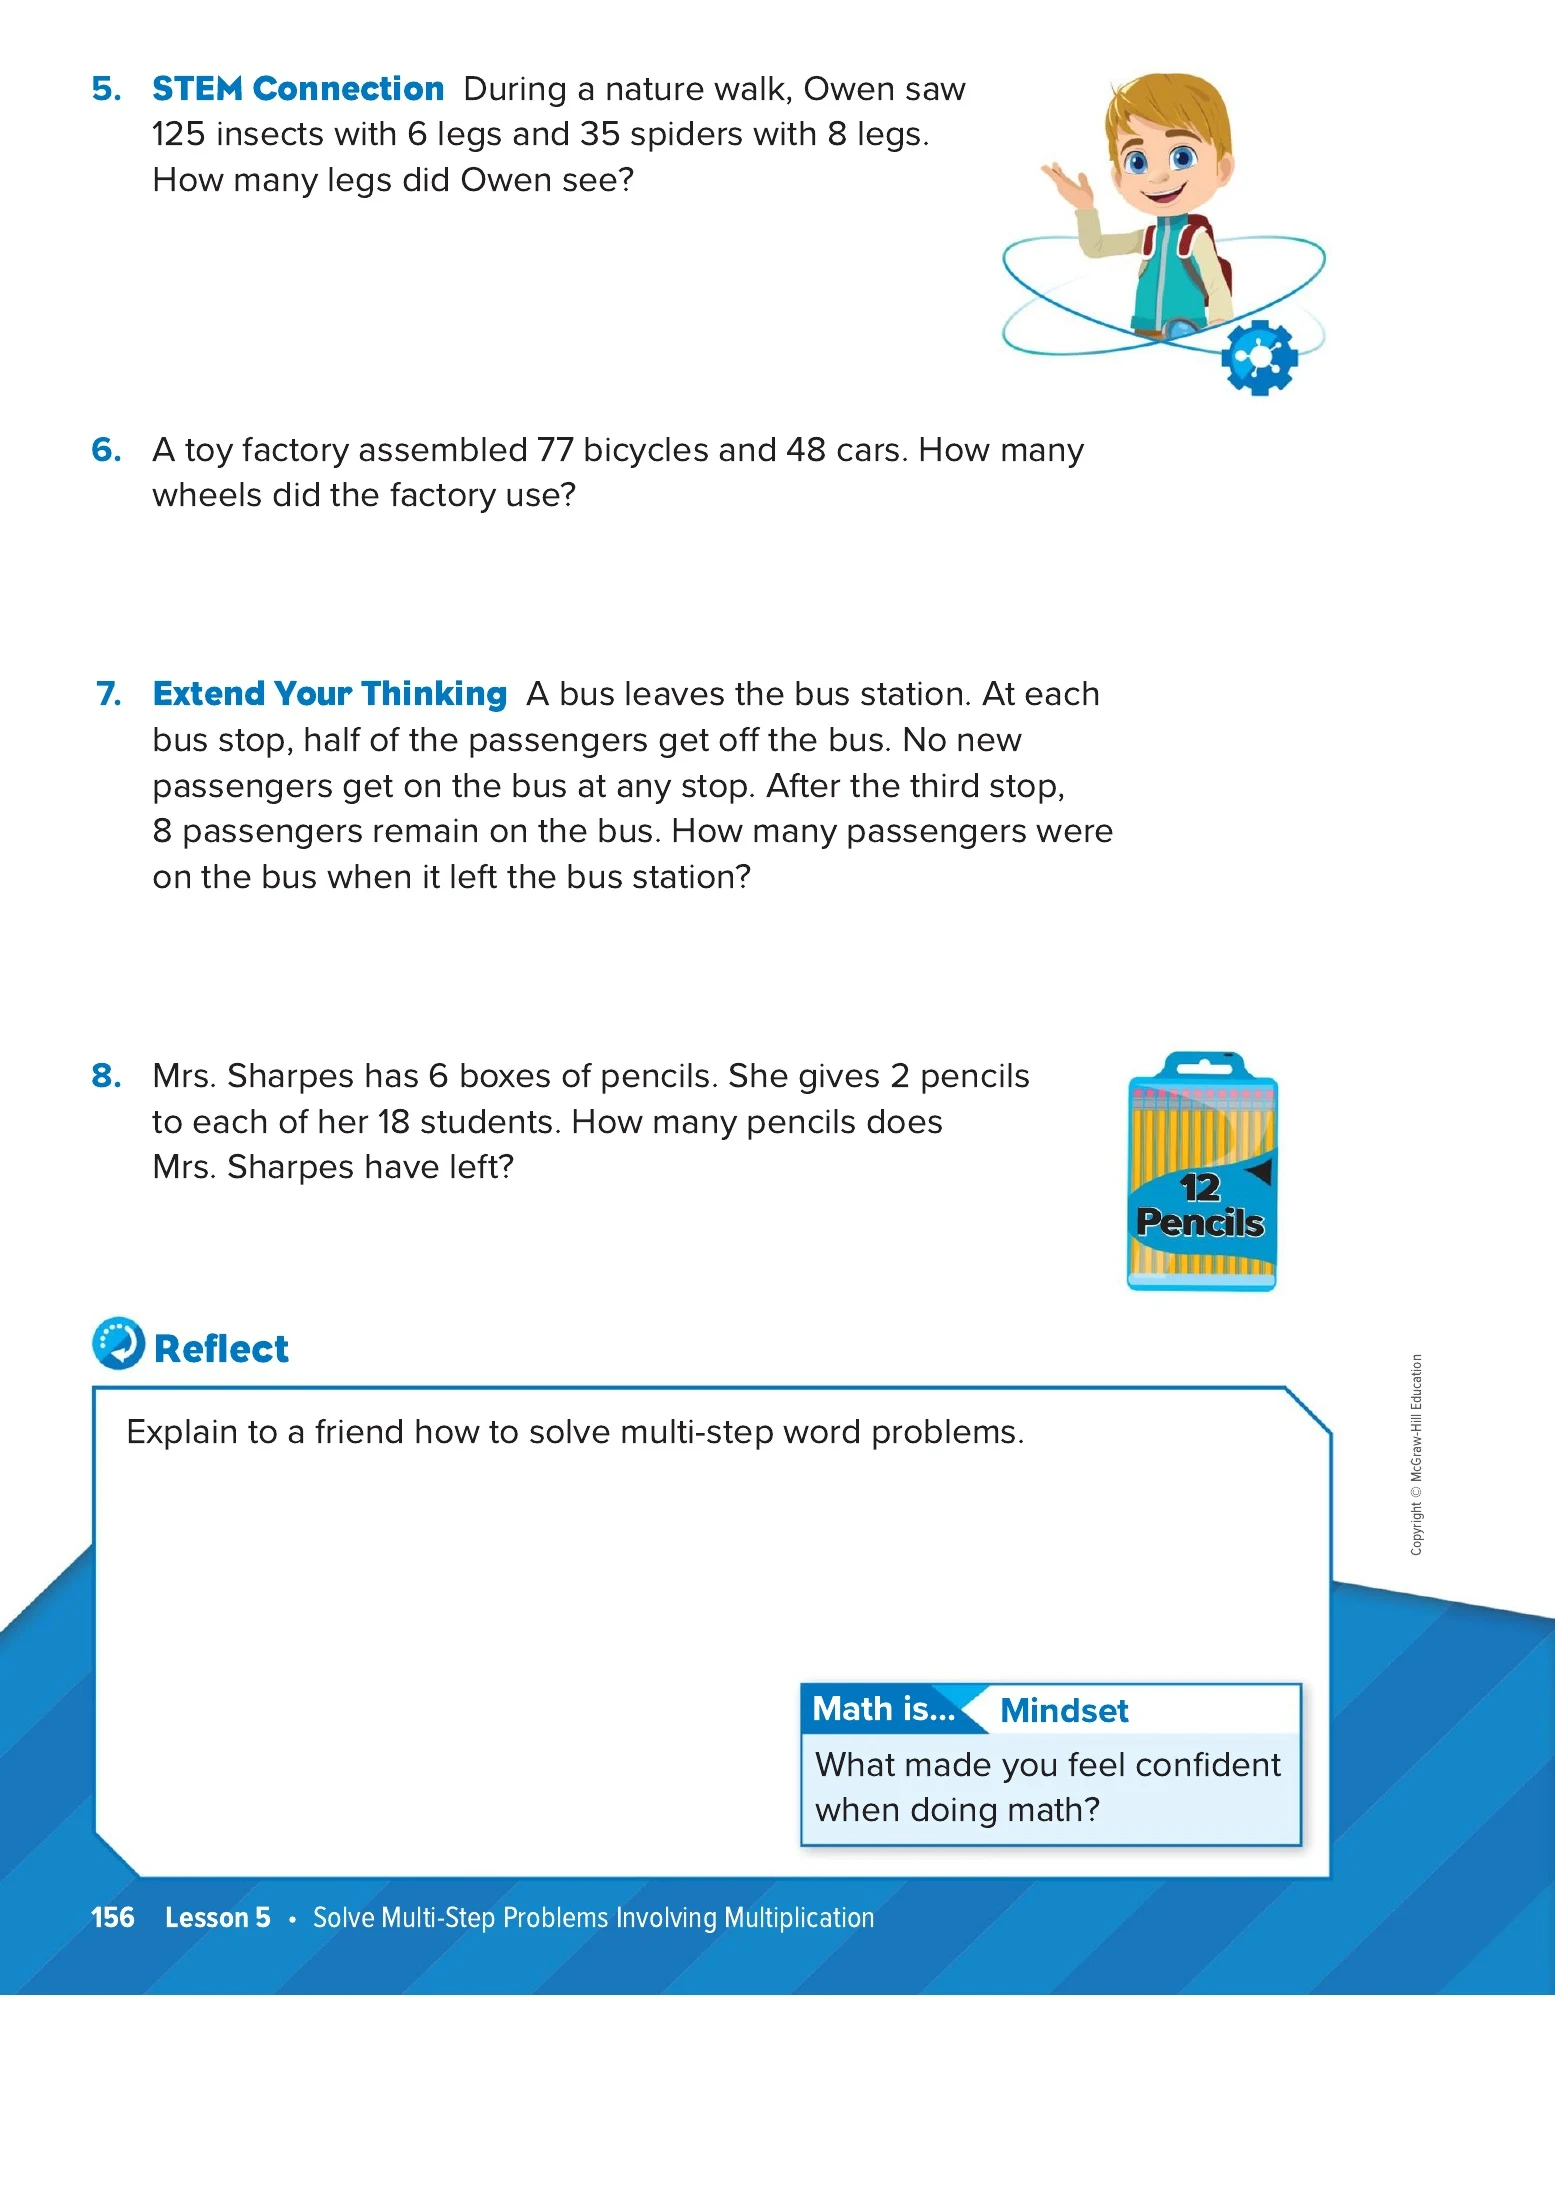 5. STEM Connection During a nature walk, Owen saw
125 insects with 6 legs and 35 spiders with 8 legs.
How many legs did Owen see?
6. A toy factory assembled 77 bicycles and 48 cars. How many
wheels did the factory use?
7. Extend Your Thinking A bus leaves the bus station. At each
bus stop, half of the passengers get off the bus. No new
passengers get on the bus at any stop. After the third stop,
8 passengers remain on the bus. How many passengers were
on the bus when it left the bus station?
8. Mrs. Sharpes has 6 boxes of pencils. She gives 2 pencils
to each of her 18 students. How many pencils does
Mrs. Sharpes have left?
12
Pencils
Reflect
Explain to a friend how to solve multi-step word problems.
Math is... Mindset
What made you feel confident
when doing math?
Copyright © McGraw-Hill Education
156 Lesson 5 • Solve Multi-Step Problems Involving Multiplication